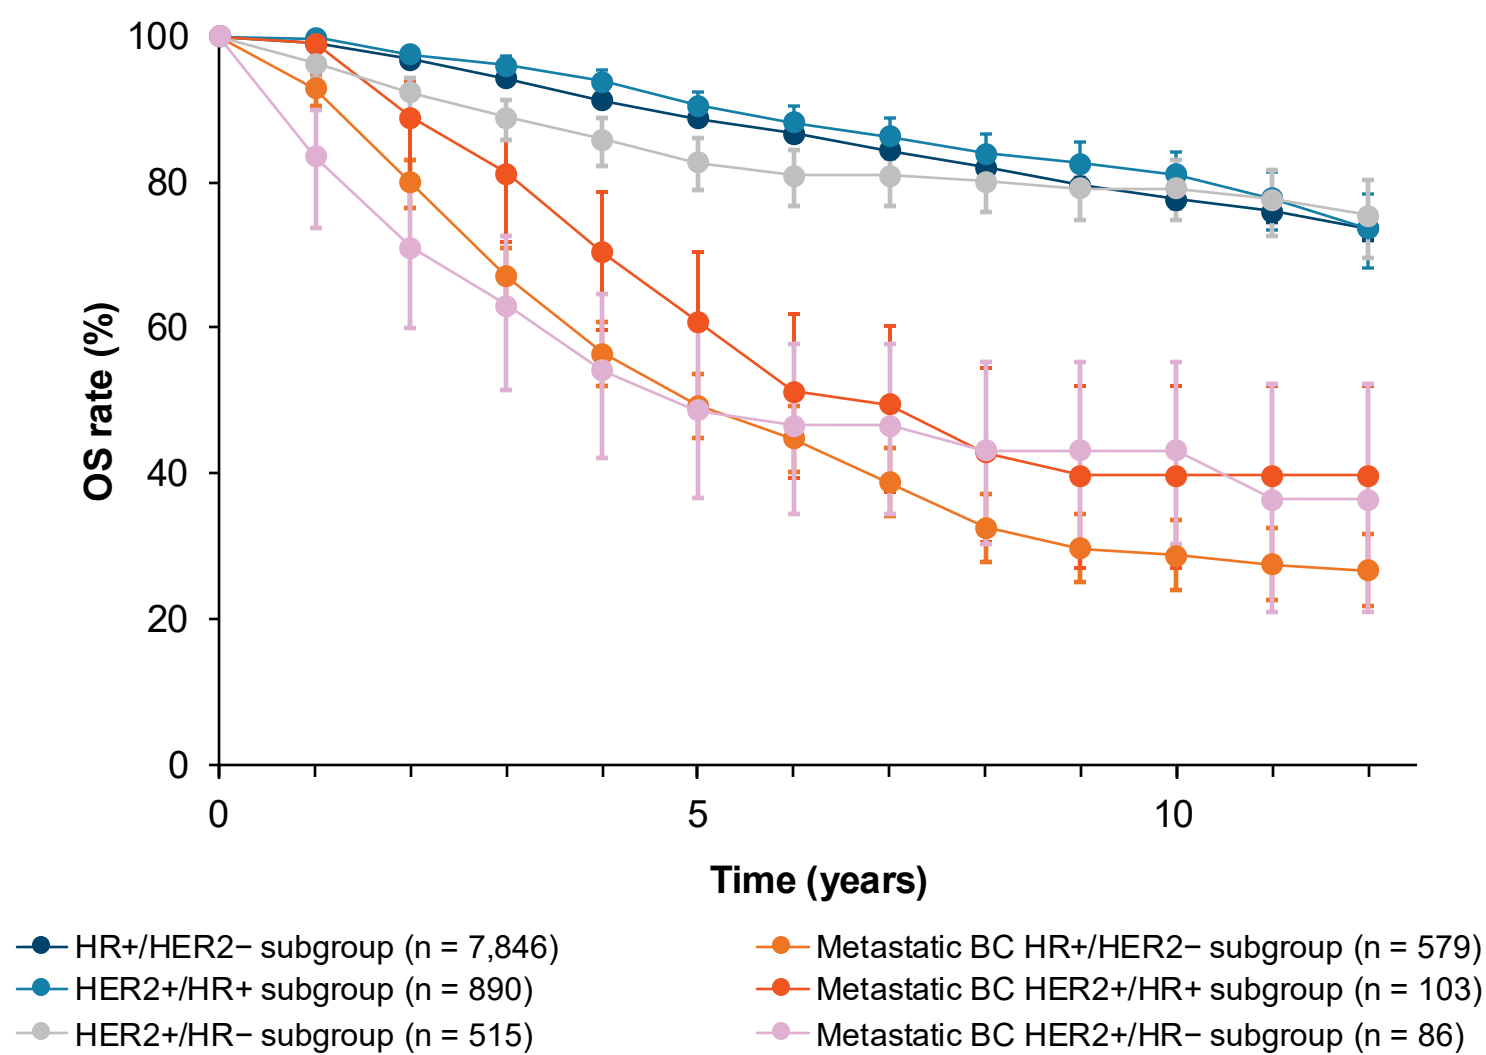 100
80
60
40
20
0
OS rate (%)
0 5 10
Time (years)
HR+/HER2− subgroup (n = 7,846)
HER2+/HR+ subgroup (n = 890)
HER2+/HR− subgroup (n = 515)
Metastatic BC HR+/HER2− subgroup (n = 579)
Metastatic BC HER2+/HR+ subgroup (n = 103)
Metastatic BC HER2+/HR− subgroup (n = 86)